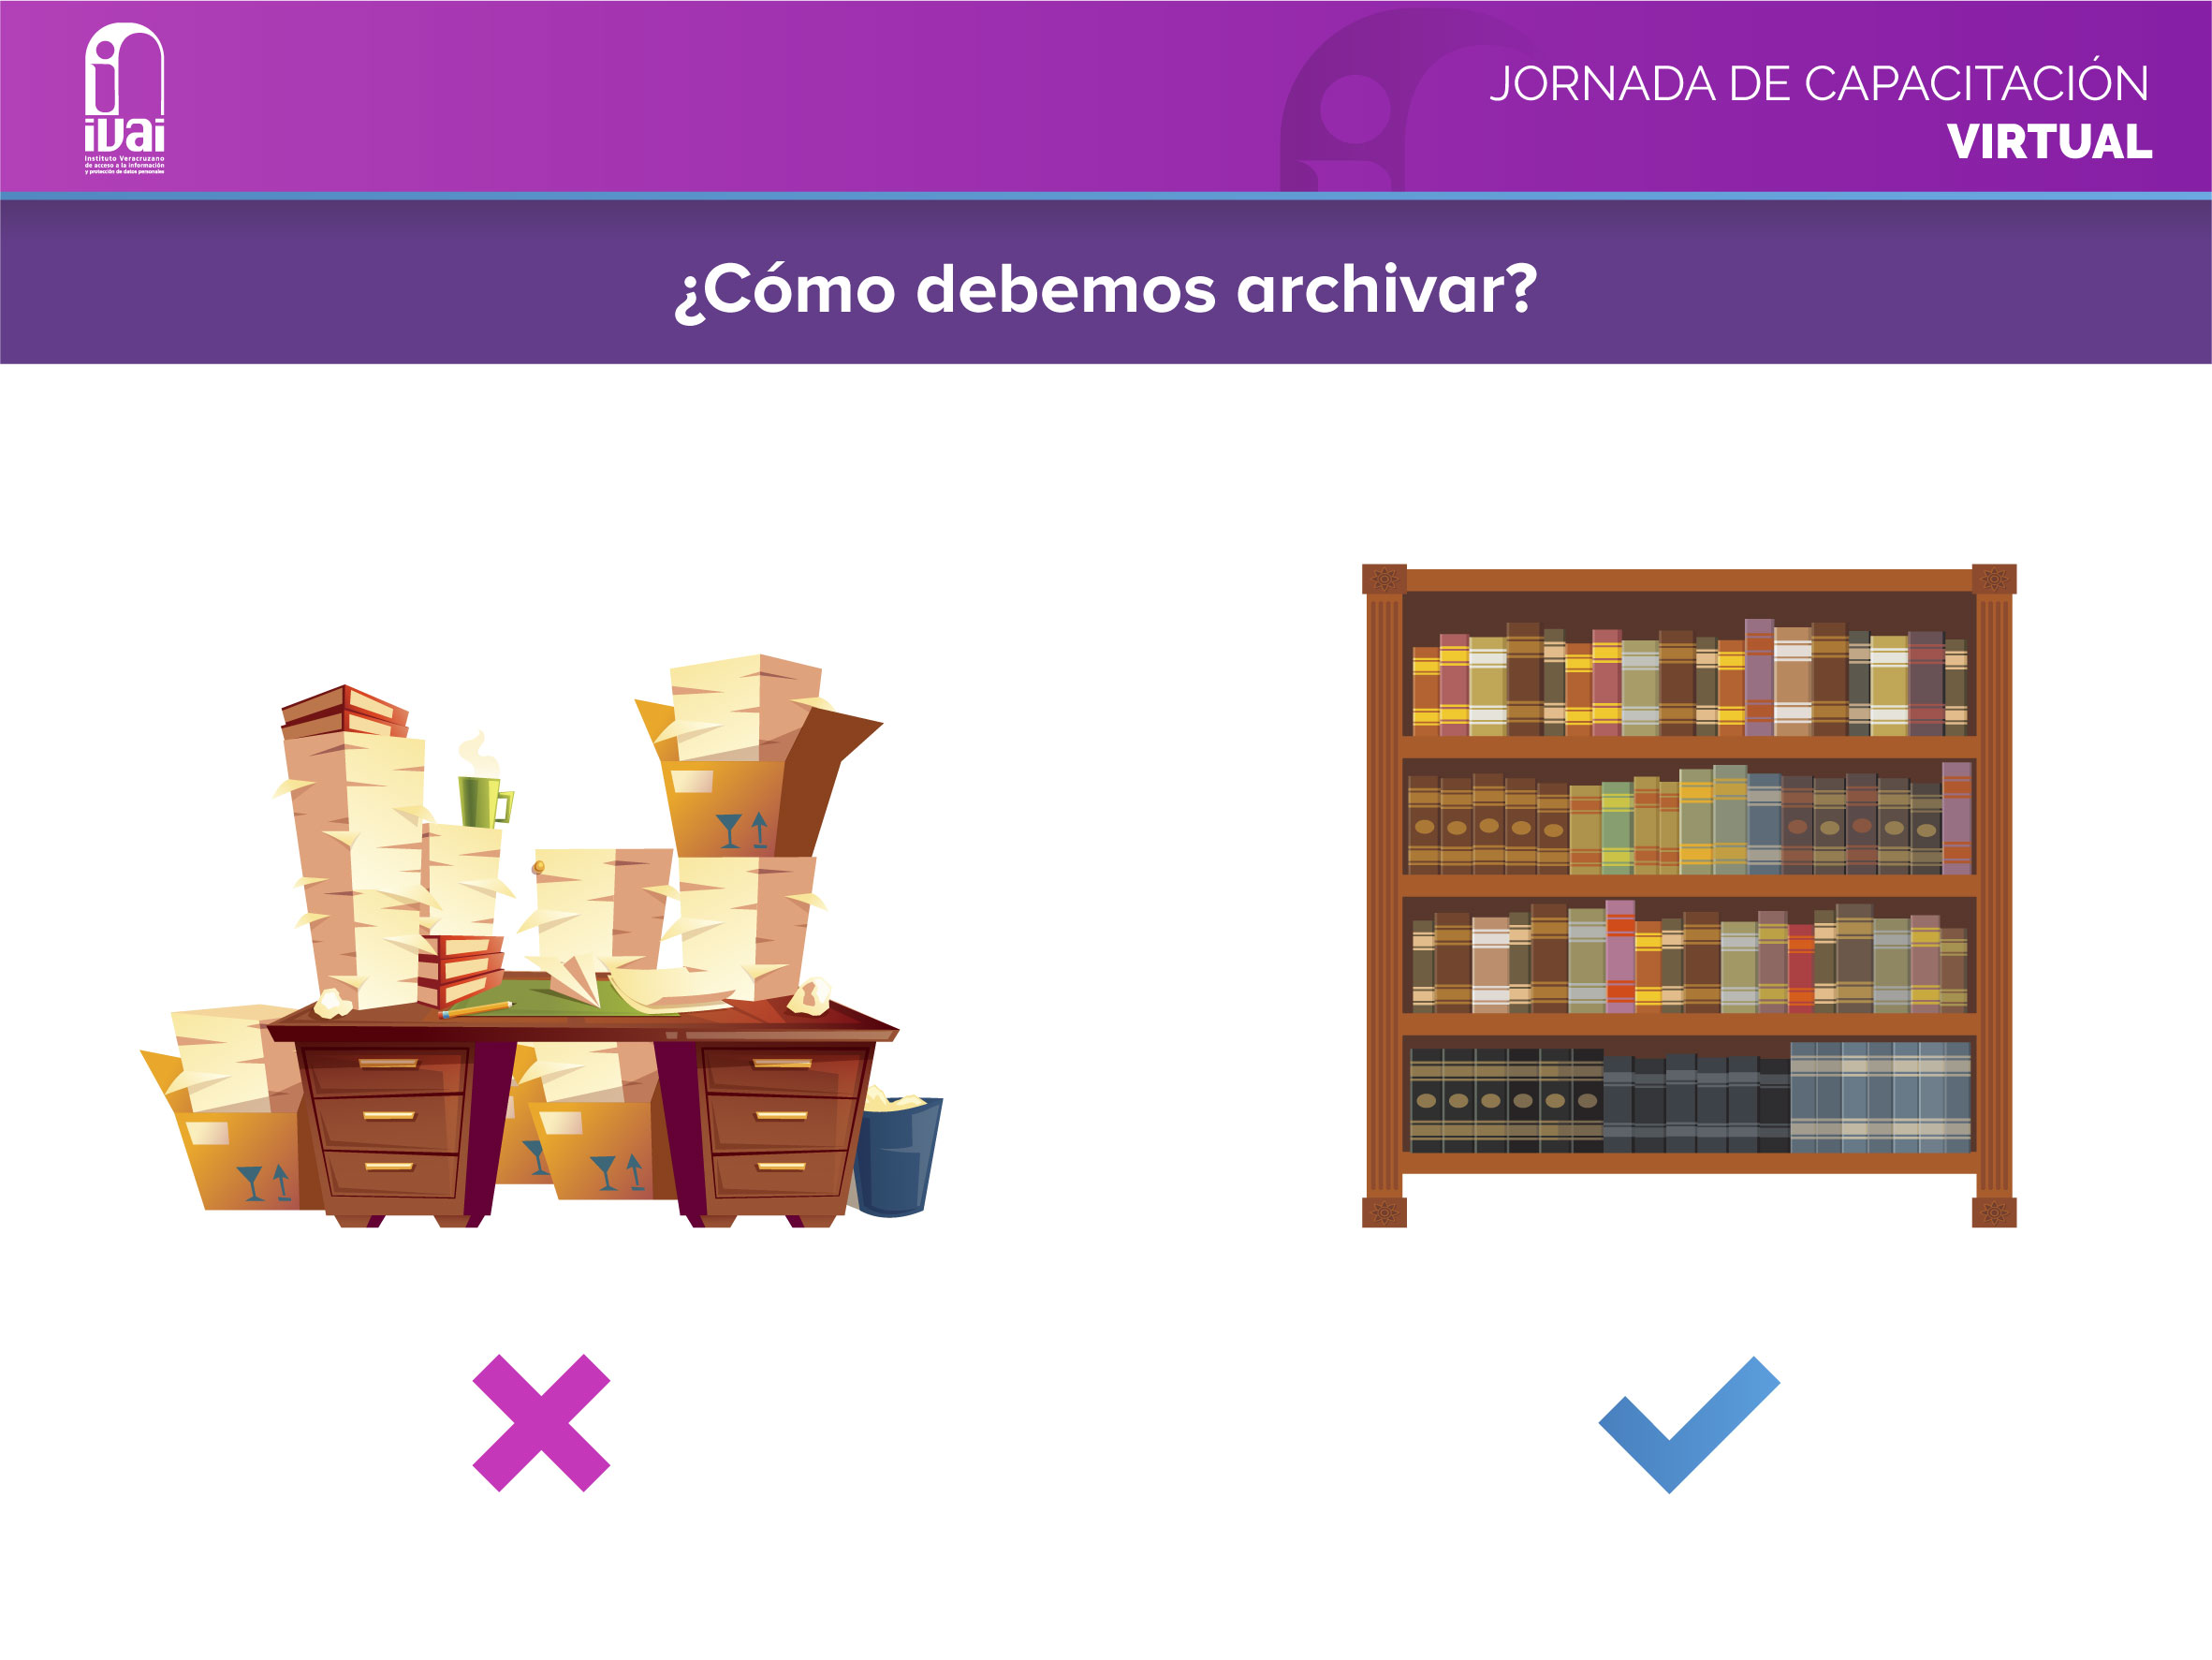 ivai
Instituto Veracruzano
de acceso a la información
y protección de datos personales
JORNADA DE CAPACITACIÓN
VIRTUAL
¿Cómo debemos archivar?